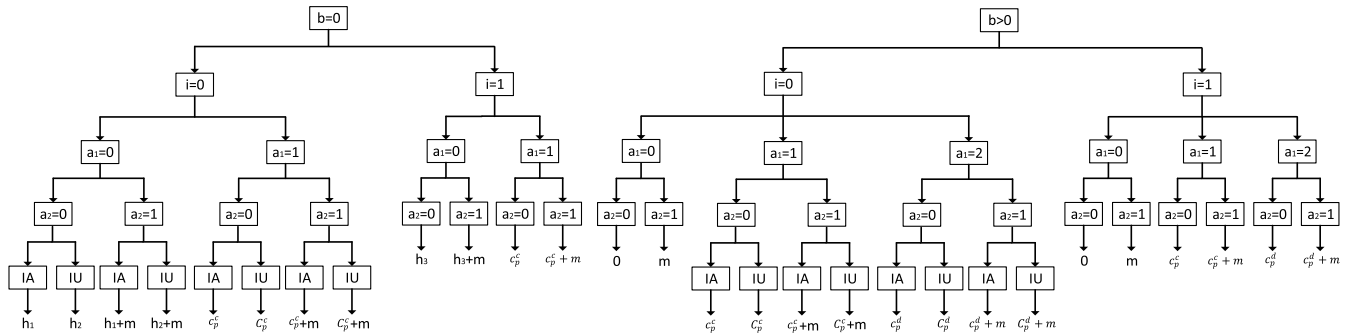 b=0 b>0
i=0 i=1 i=0 i=1
a₁=0 a₁=1 a₁=0 a₁=1 a₁=0 a₁=1 a₁=2 a₁=0 a₁=1 a₁=2
a₂=0 a₂=1 a₂=0 a₂=1 a₂=0 a₂=1 a₂=0 a₂=1 a₂=0 a₂=1 a₂=0 a₂=1 a₂=0 a₂=1 a₂=0 a₂=1 a₂=0 a₂=1 a₂=0 a₂=1
h₃ h₃+m c_p^c c_p^c + m 0 m 0 m c_p^c c_p^c + m c_p^d c_p^d + m
IA IU IA IU IA IU IA IU IA IU IA IU IA IU IA IU
h₁ h₂ h₁+m h₂+m c_p^c C_p^c c_p^c+m C_p^c+m c_p^c C_p^c c_p^c+m C_p^c+m c_p^d C_p^d c_p^d + m C_p^d + m